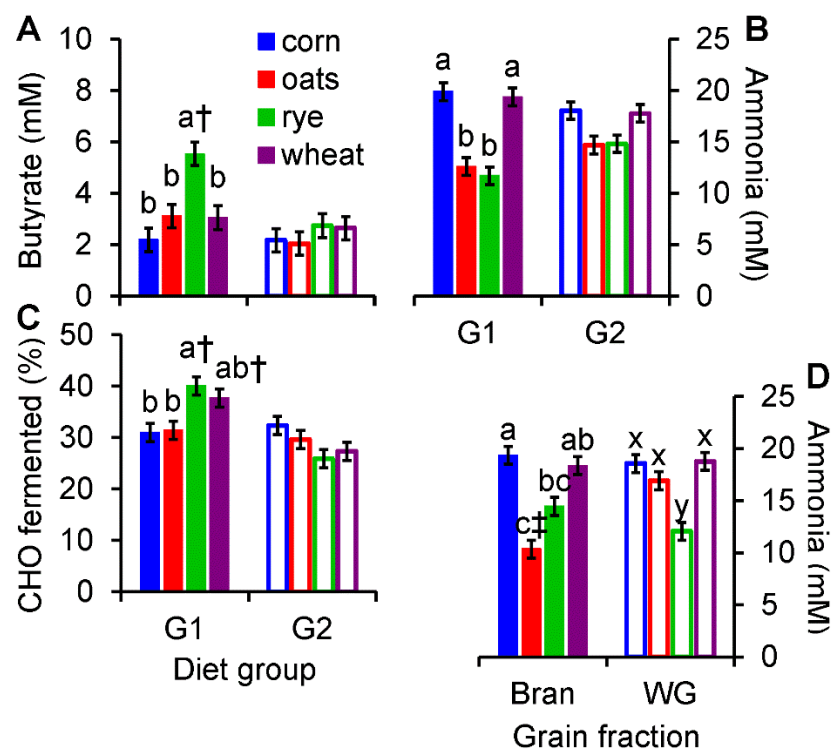 A
Butyrate (mM)
10
8
6
4
2
0
corn
oats
rye
wheat
b
b
a†
b
B
Ammonia (mM)
25
20
15
10
5
0
a
b
b
a
G1
G2
C
CHO fermented (%)
50
40
30
20
10
0
b
b
a†
ab†
G1
G2
Diet group
D
Ammonia (mM)
25
20
15
10
5
0
a
c‡
bc
ab
x
x
y
x
Bran
WG
Grain fraction